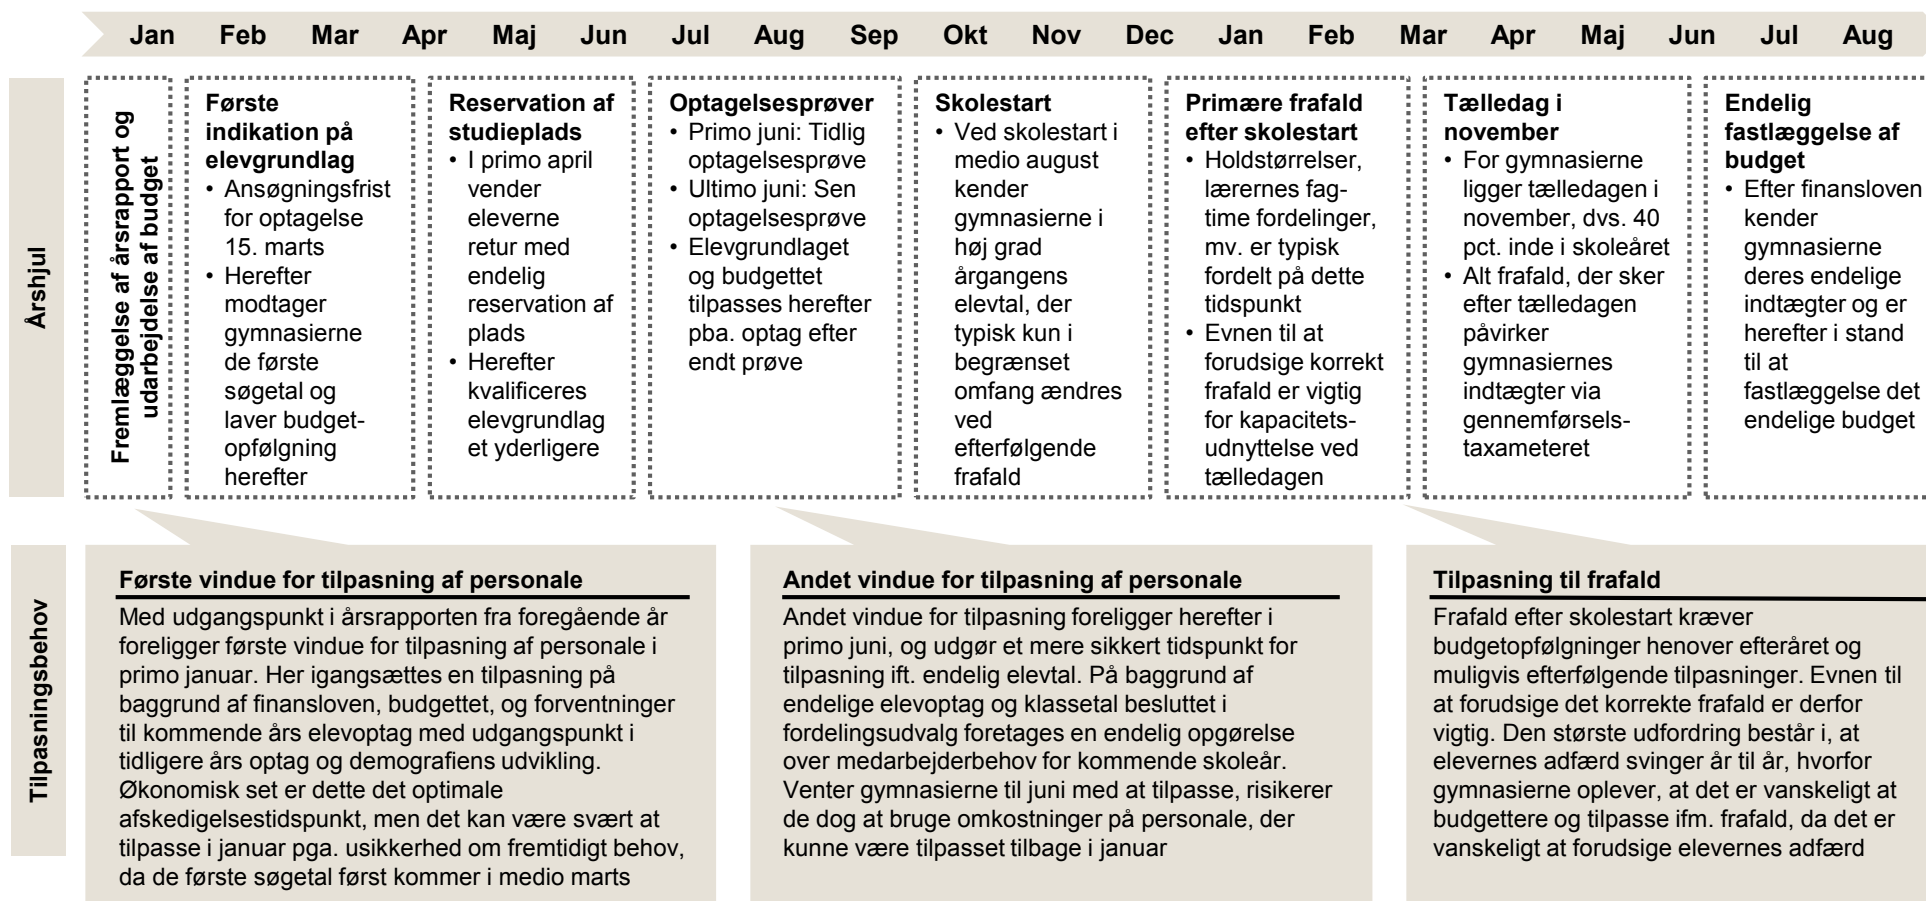 Jan Feb Mar Apr Maj Jun Jul Aug Sep Okt Nov Dec Jan Feb Mar Apr Maj Jun Jul Aug
Årshjul
Fremlæggelse af årsrapport og
udarbejdelse af budget
Første
indikation på
elevgrundlag
• Ansøgningsfrist
for optagelse
15. marts
• Herefter
modtager
gymnasierne
de første
søgetal og
laver budget-
opfølgning
herefter
Reservation af
studieplads
• I primo april
vender
eleverne
retur med
endelig
reservation af
plads
• Herefter
kvalificeres
elevgrundlag
et yderligere
Optagelsesprøver
• Primo juni: Tidlig
optagelsesprøve
• Ultimo juni: Sen
optagelsesprøve
• Elevgrundlaget
og budgettet
tilpasses herefter
pba. optag efter
endt prøve
Skolestart
• Ved skolestart i
medio august
kender
gymnasierne i
høj grad
årgangens
elevtal, der
typisk kun i
begrænset
omfang ændres
ved
efterfølgende
frafald
Primære frafald
efter skolestart
• Holdstørrelser,
lærernes fag-
time fordelinger,
mv. er typisk
fordelt på dette
tidspunkt
• Evnen til at
forudsige korrekt
frafald er vigtig
for kapacitets-
udnyttelse ved
tælledagen
Tælledag i
november
• For gymnasierne
ligger tælledagen i
november, dvs. 40
pct. inde i skoleåret
• Alt frafald, der sker
efter tælledagen
påvirker
gymnasiernes
indtægter via
gennemførsels-
taxameteret
Endelig
fastlæggelse af
budget
• Efter finansloven
kender
gymnasierne
deres endelige
indtægter og er
herefter i stand
til at
fastlæggelse det
endelige budget
Tilpasningsbehov
Første vindue for tilpasning af personale
Med udgangspunkt i årsrapporten fra foregående år
foreligger første vindue for tilpasning af personale i
primo januar. Her igangsættes en tilpasning på
baggrund af finansloven, budgettet, og forventninger
til kommende års elevoptag med udgangspunkt i
tidligere års optag og demografiens udvikling.
Økonomisk set er dette det optimale
afskedigelsestidspunkt, men det kan være svært at
tilpasse i januar pga. usikkerhed om fremtidigt behov,
da de første søgetal først kommer i medio marts
Andet vindue for tilpasning af personale
Andet vindue for tilpasning foreligger herefter i
primo juni, og udgør et mere sikkert tidspunkt for
tilpasning ift. endelig elevtal. På baggrund af
endelige elevoptag og klassetal besluttet i
fordelingsudvalg foretages en endelig opgørelse
over medarbejderbehov for kommende skoleår.
Venter gymnasierne til juni med at tilpasse, risikerer
de dog at bruge omkostninger på personale, der
kunne være tilpasset tilbage i januar
Tilpasning til frafald
Frafald efter skolestart kræver
budgetopfølgninger henover efteråret og
muligvis efterfølgende tilpasninger. Evnen til
at forudsige det korrekte frafald er derfor
vigtig. Den største udfordring består i, at
elevernes adfærd svinger år til år, hvorfor
gymnasierne oplever, at det er vanskeligt at
budgettere og tilpasse ifm. frafald, da det er
vanskeligt at forudsige elevernes adfærd